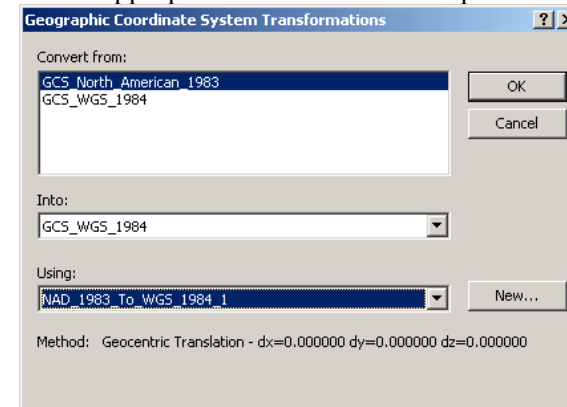 Geographic Coordinate System Transformations
Convert from:
GCS_North_American_1983
GCS_WGS_1984
OK
Cancel
Into:
GCS_WGS_1984
Using:
NAD_1983_To_WGS_1984_1
New...
Method: Geocentric Translation - dx=0.000000 dy=0.000000 dz=0.000000